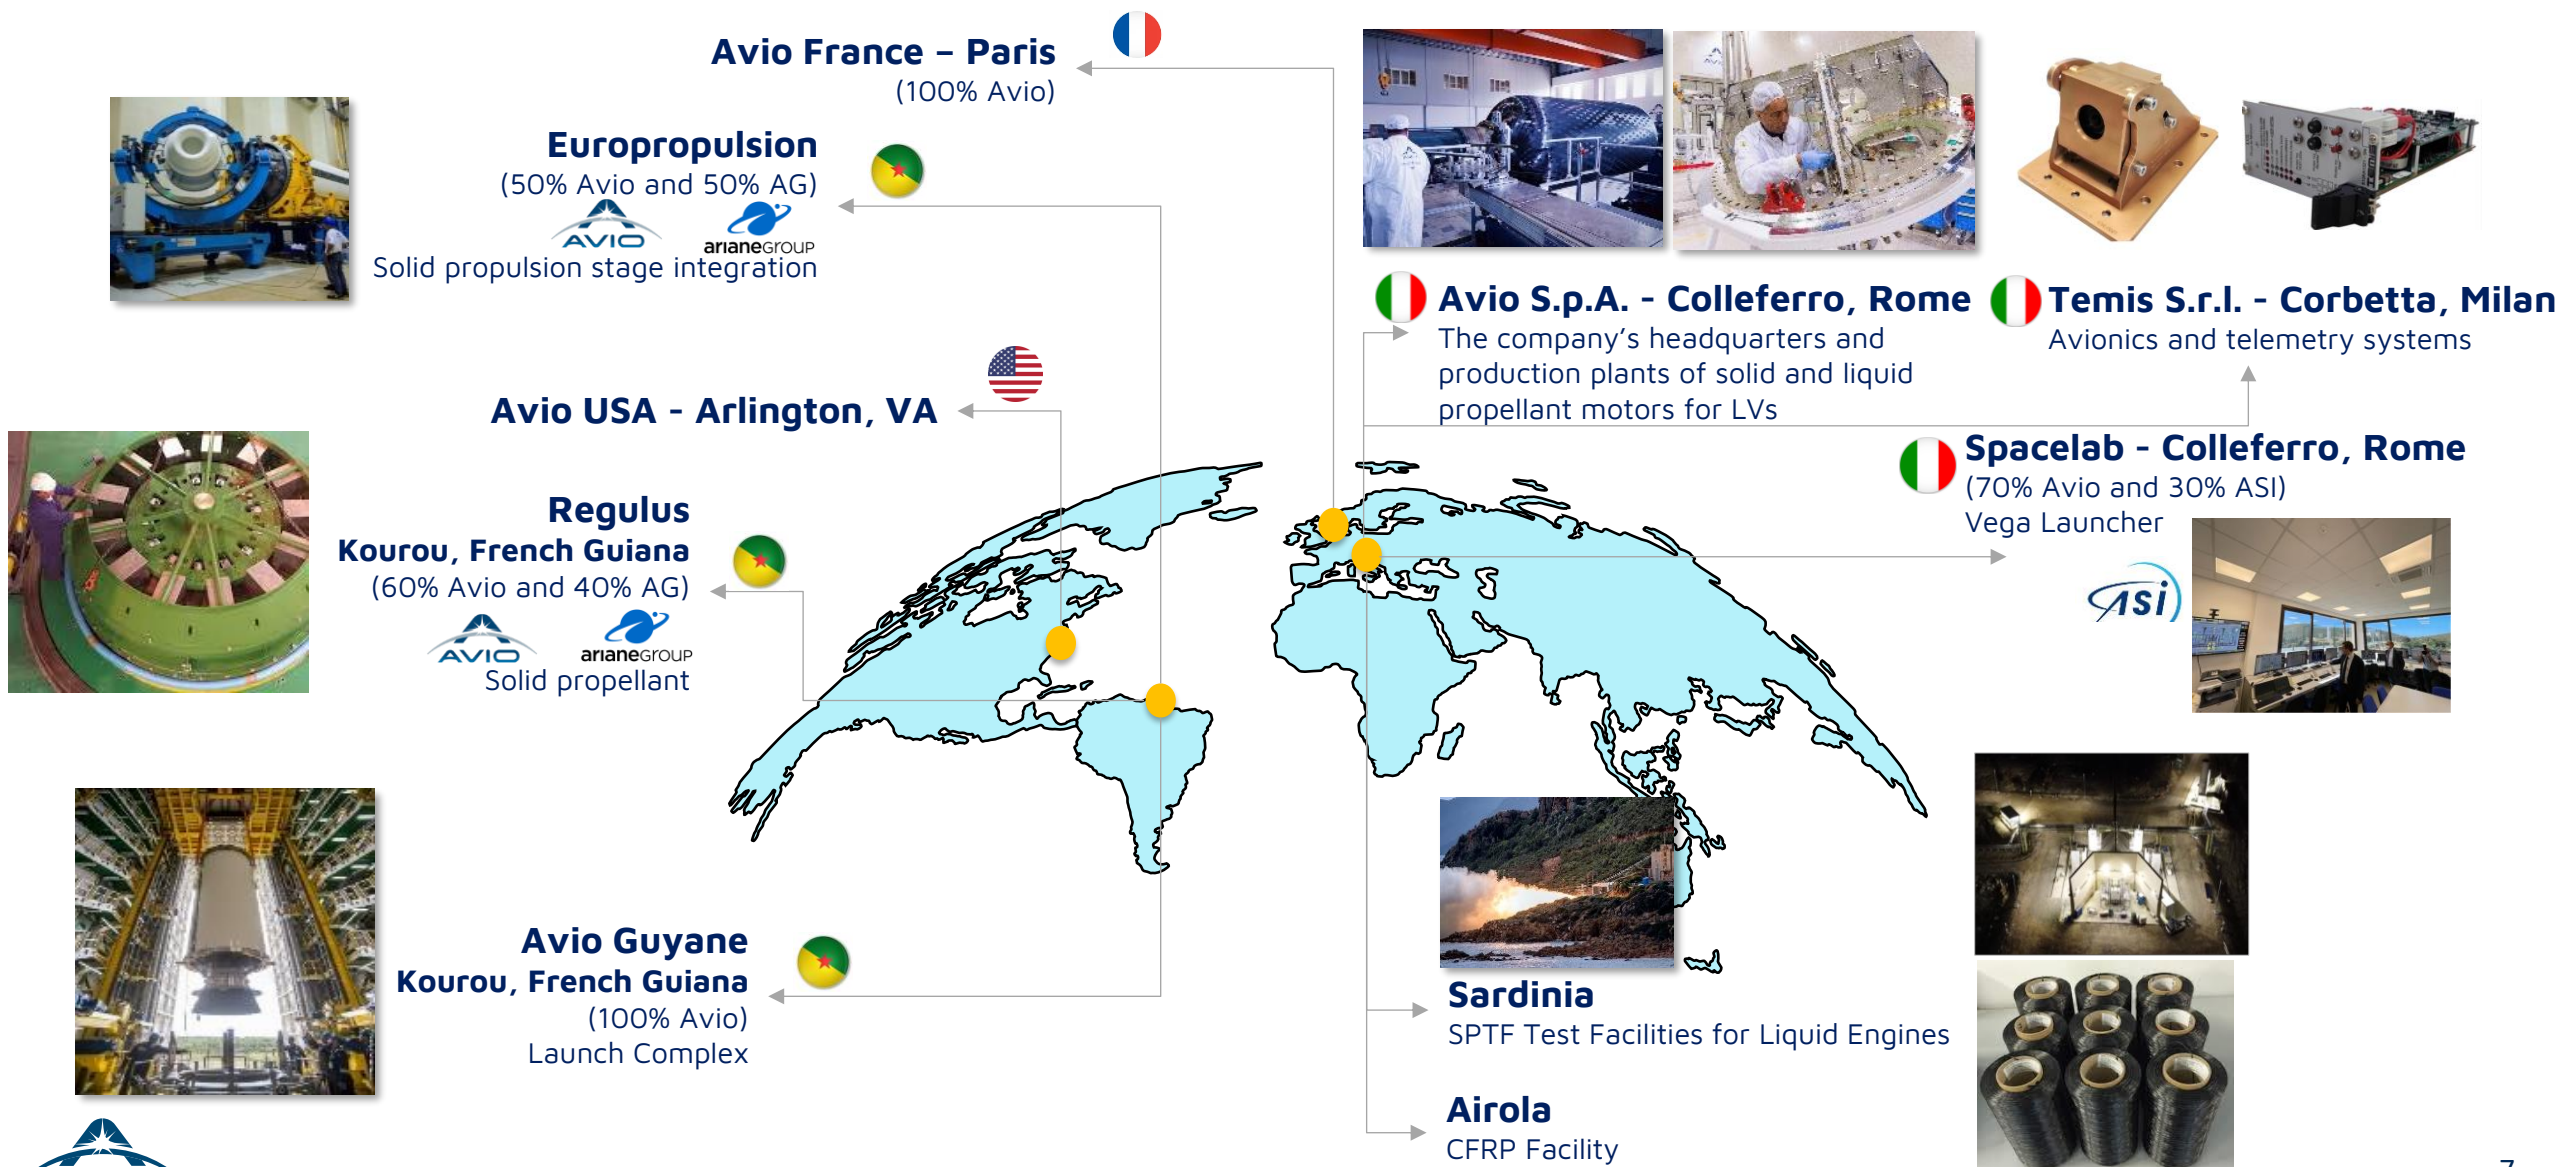 Avio France – Paris
(100% Avio)
Europropulsion
(50% Avio and 50% AG)
AVIO
arianeGROUP
Solid propulsion stage integration
Avio USA - Arlington, VA
Regulus
Kourou, French Guiana
(60% Avio and 40% AG)
AVIO
arianeGROUP
Solid propellant
Avio Guyane
Kourou, French Guiana
(100% Avio)
Launch Complex
Avio S.p.A. - Colleferro, Rome
The company’s headquarters and
production plants of solid and liquid
propellant motors for LVs
Temis S.r.l. - Corbetta, Milan
Avionics and telemetry systems
Spacelab - Colleferro, Rome
(70% Avio and 30% ASI)
Vega Launcher
ASI
Sardinia
SPTF Test Facilities for Liquid Engines
Airola
CFRP Facility